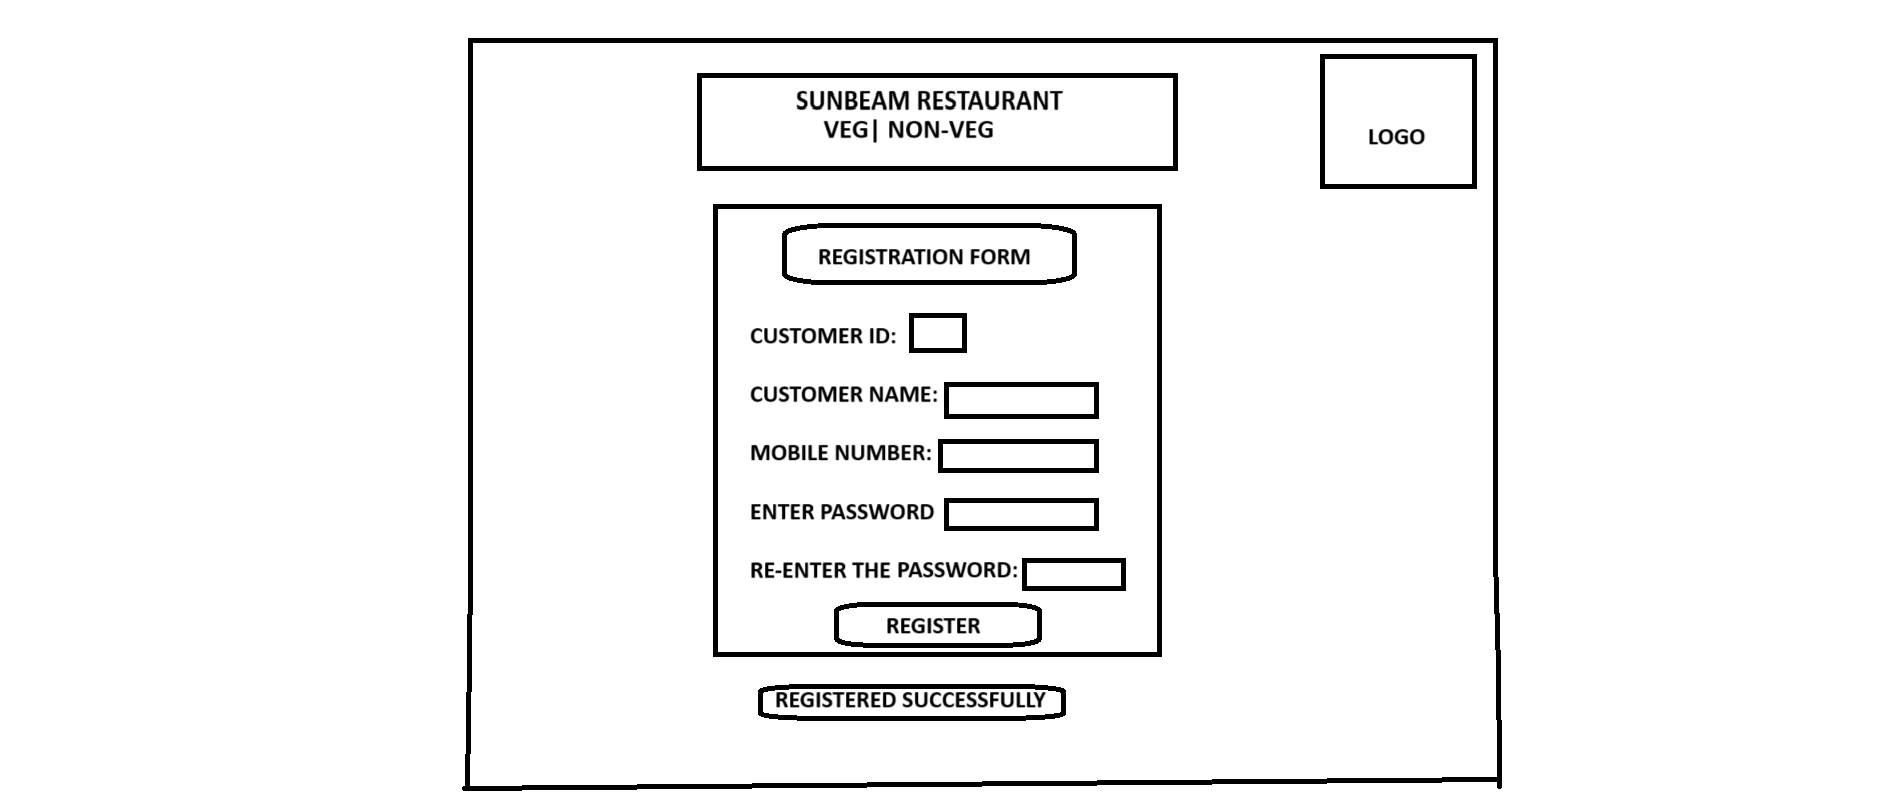 SUNBEAM RESTAURANT
VEG| NON-VEG
LOGO
REGISTRATION FORM
CUSTOMER ID:
CUSTOMER NAME:
MOBILE NUMBER:
ENTER PASSWORD
RE-ENTER THE PASSWORD:
REGISTER
REGISTERED SUCCESSFULLY